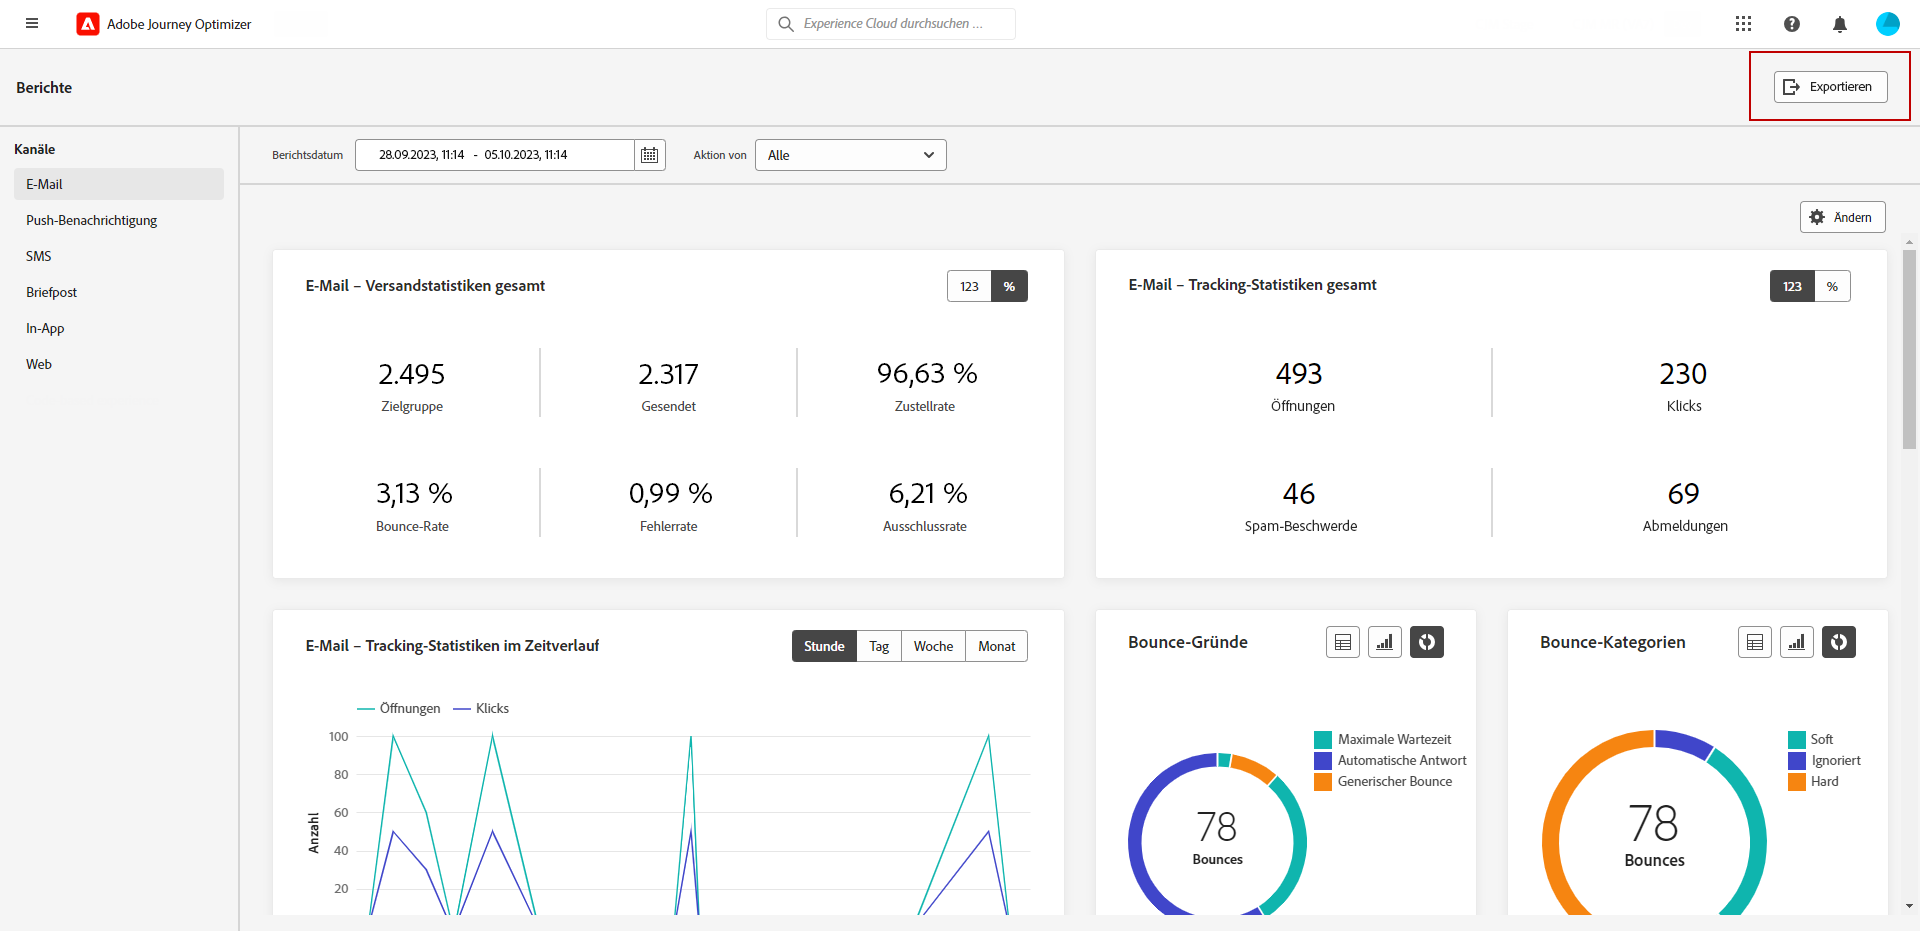 Adobe Journey Optimizer
Experience Cloud durchsuchen ...
Berichte
Exportieren
Kanäle
E-Mail
Push-Benachrichtigung
SMS
Briefpost
In-App
Web
Berichtsdatum
28.09.2023, 11:14 - 05.10.2023, 11:14
Aktion von
Alle
Ändern
E-Mail – Versandstatistiken gesamt
123 %
2.495
Zielgruppe
2.317
Gesendet
96,63 %
Zustellrate
3,13 %
Bounce-Rate
0,99 %
Fehlerrate
6,21 %
Ausschlussrate
E-Mail – Tracking-Statistiken gesamt
123 %
493
Öffnungen
230
Klicks
46
Spam-Beschwerde
69
Abmeldungen
E-Mail – Tracking-Statistiken im Zeitverlauf
Stunde Tag Woche Monat
Öffnungen Klicks
100
80
60
40
20
Anzahl
Bounce-Gründe
Maximale Wartezeit
Automatische Antwort
Generischer Bounce
78
Bounces
Bounce-Kategorien
Soft
Ignoriert
Hard
78
Bounces